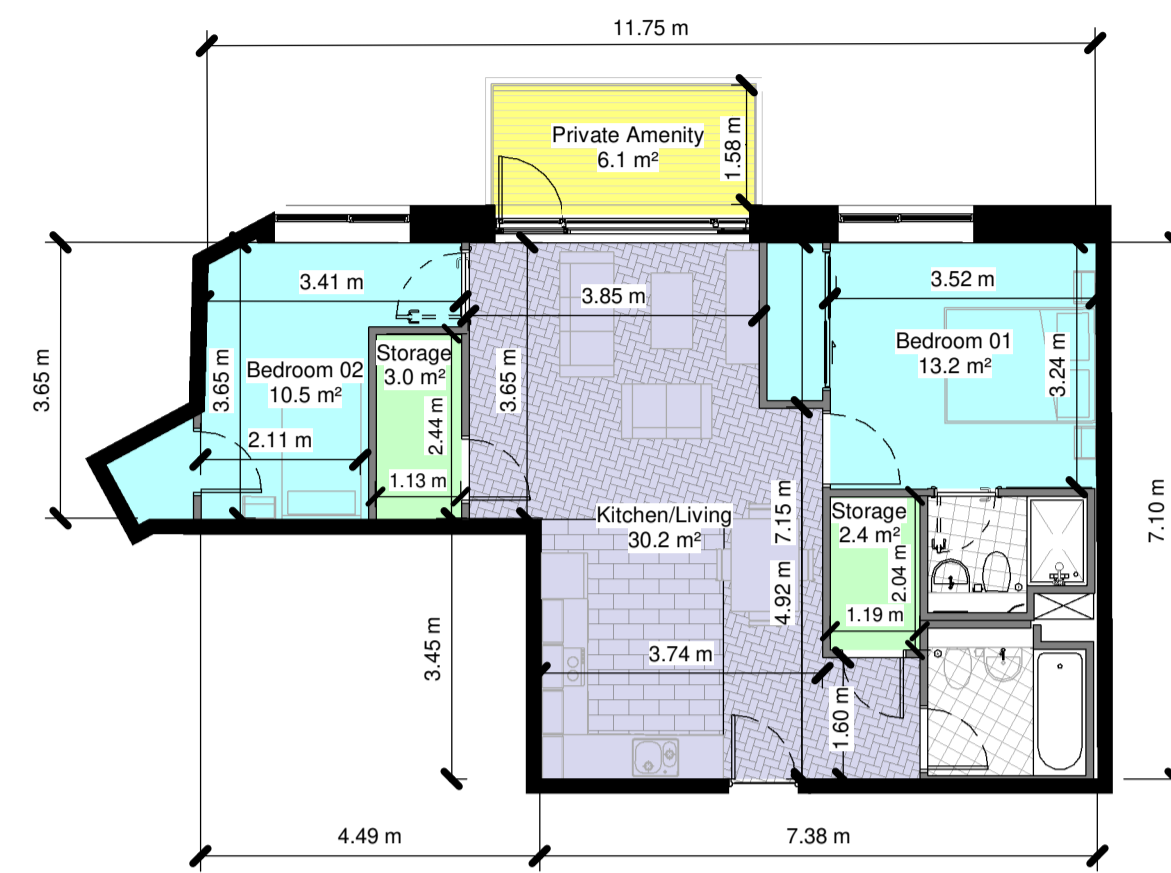 11.75 m
Private Amenity
6.1 m²
1.58 m
3.41 m
3.85 m
3.52 m
3.65 m
3.65 m
Bedroom 02
10.5 m²
Storage
3.0 m²
3.65 m
Bedroom 01
13.2 m²
3.24 m
2.44 m
2.11 m
1.13 m
7.15 m
Kitchen/Living
30.2 m²
Storage
2.4 m²
7.10 m
4.92 m
2.04 m
1.19 m
3.45 m
3.74 m
1.60 m
4.49 m
7.38 m